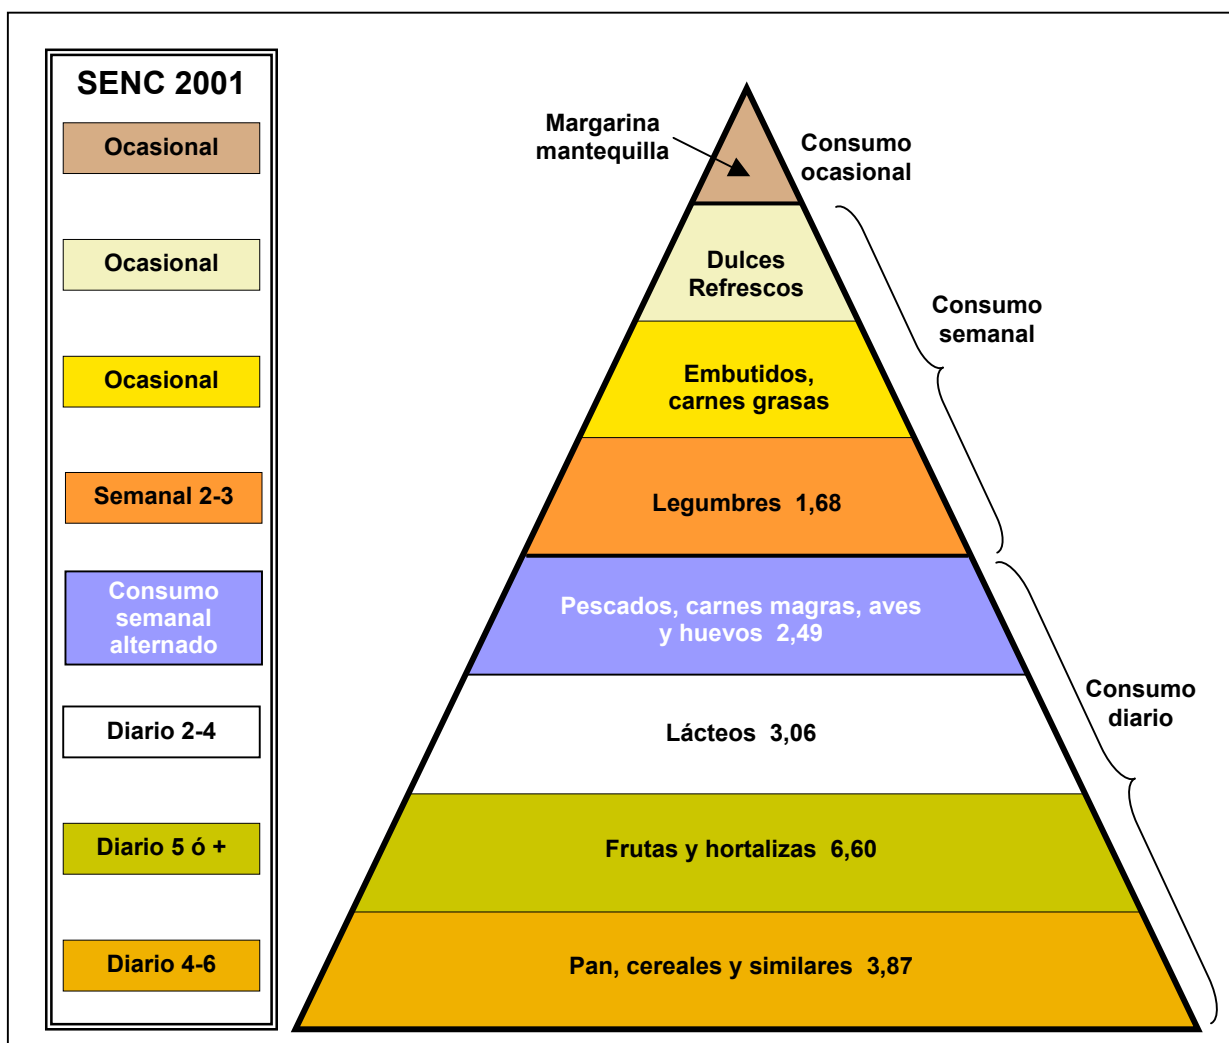 SENC 2001
Ocasional
Ocasional
Ocasional
Semanal 2-3
Consumo
semanal
alternado
Diario 2-4
Diario 5 ó +
Diario 4-6
Margarina
mantequilla
Consumo
ocasional
Dulces
Refrescos
Consumo
semanal
Embutidos,
carnes grasas
Legumbres 1,68
Pescados, carnes magras, aves
y huevos 2,49
Consumo
diario
Lácteos 3,06
Frutas y hortalizas 6,60
Pan, cereales y similares 3,87